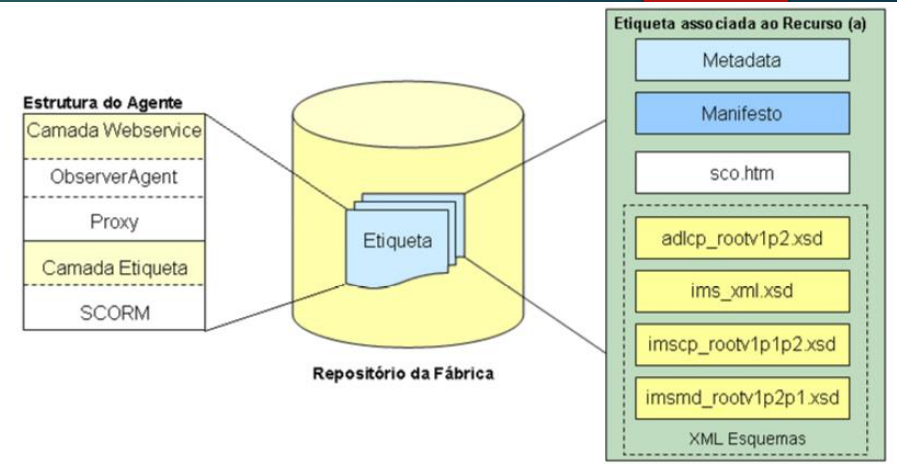 Estrutura do Agente
Camada Webservice
ObserverAgent
Proxy
Camada Etiqueta
SCORM
Etiqueta
Repositório da Fábrica
Etiqueta associada ao Recurso (a)
Metadata
Manifesto
sco.htm
adlcp_rootv1p2.xsd
ims_xml.xsd
imscp_rootv1p1p2.xsd
imsmd_rootv1p2p1.xsd
XML Esquemas